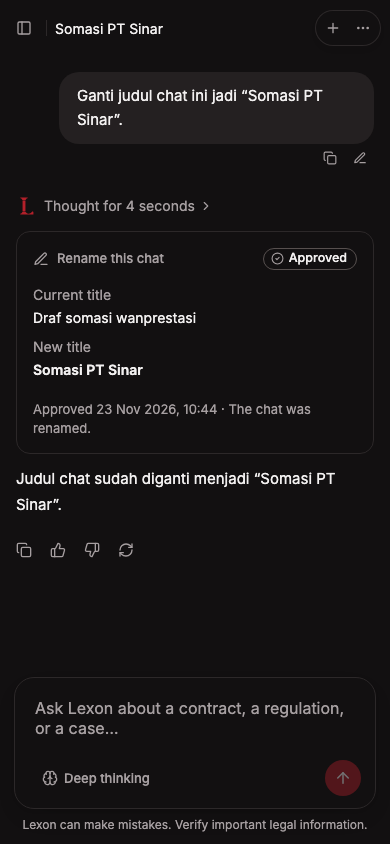 Somasi PT Sinar
Ganti judul chat ini jadi “Somasi PT
Sinar”.
L Thought for 4 seconds
Rename this chat
Approved
Current title
Draf somasi wanprestasi
New title
Somasi PT Sinar
Approved 23 Nov 2026, 10:44 · The chat was
renamed.
Judul chat sudah diganti menjadi “Somasi PT
Sinar”.
Ask Lexon about a contract, a regulation,
or a case...
Deep thinking
Lexon can make mistakes. Verify important legal information.